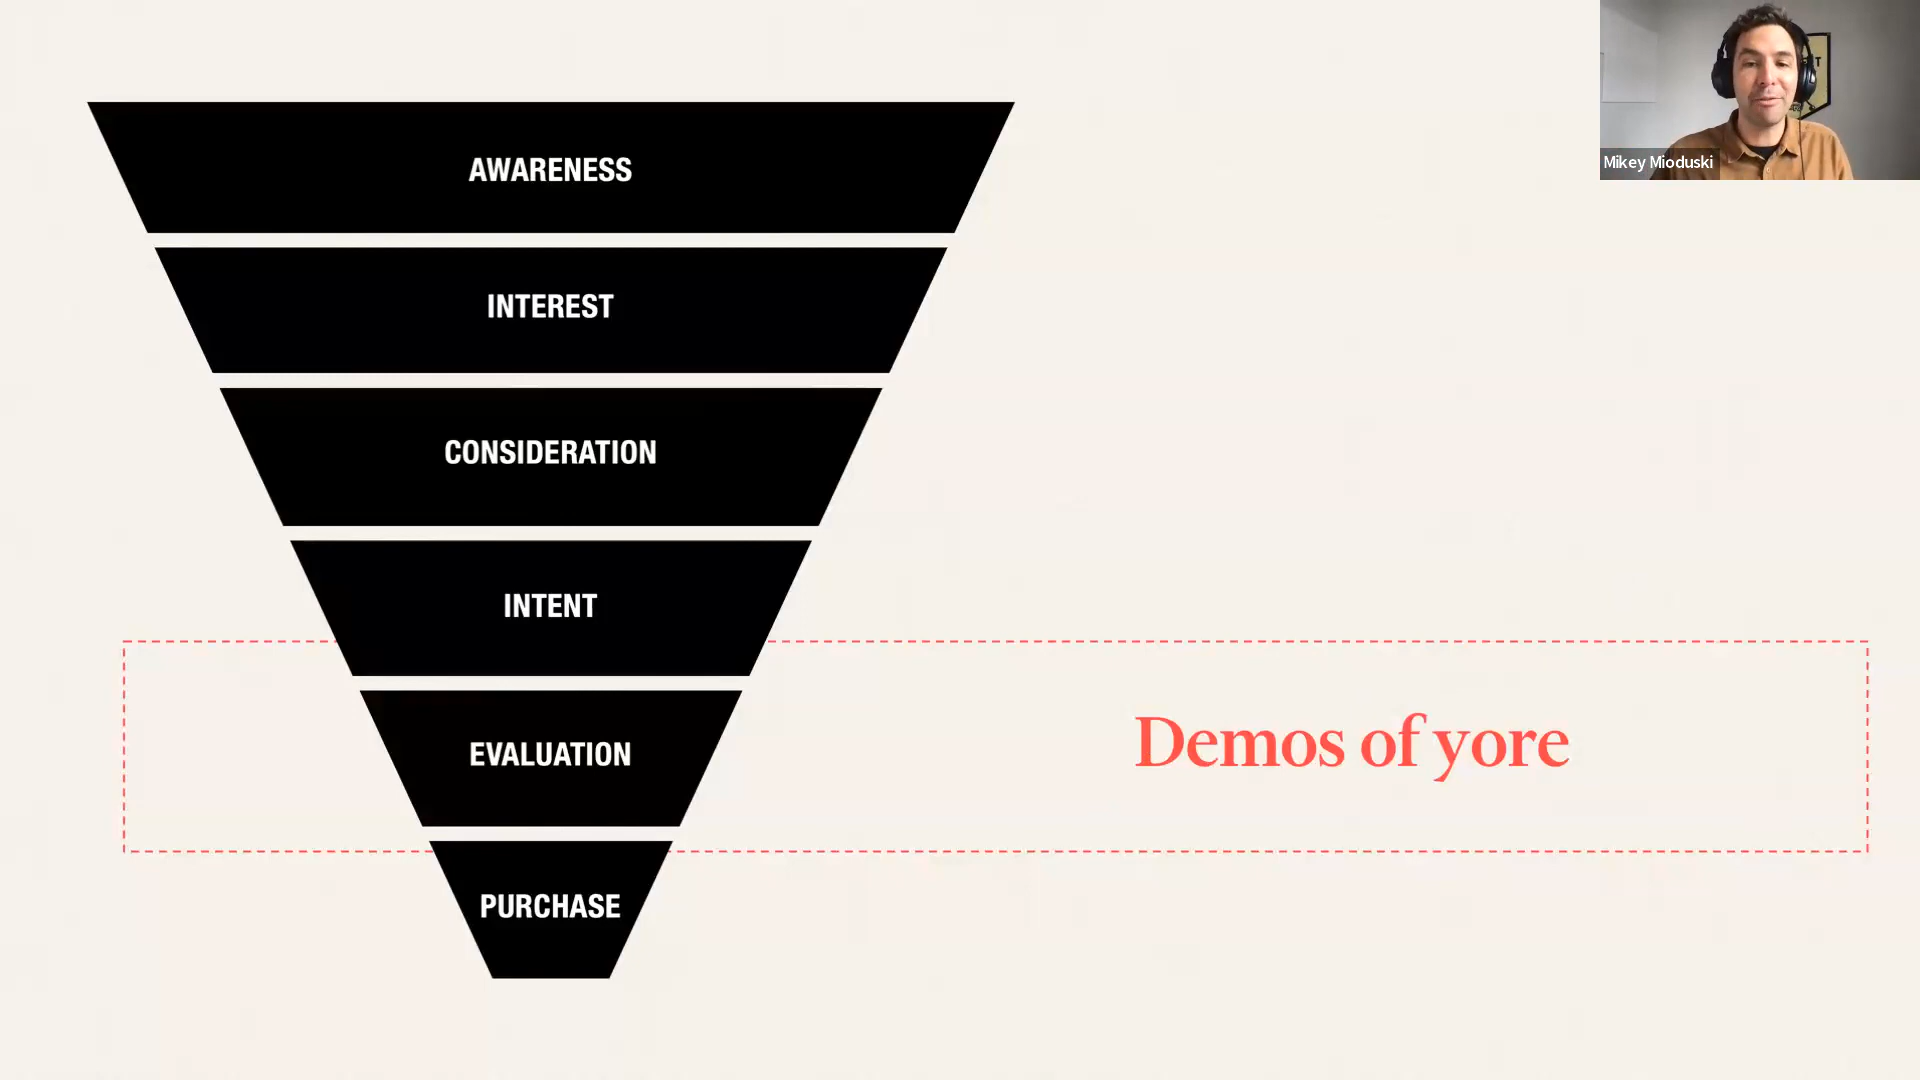 AWARENESS
INTEREST
CONSIDERATION
INTENT
EVALUATION
PURCHASE
Demos of yore
Mikey Mioduski